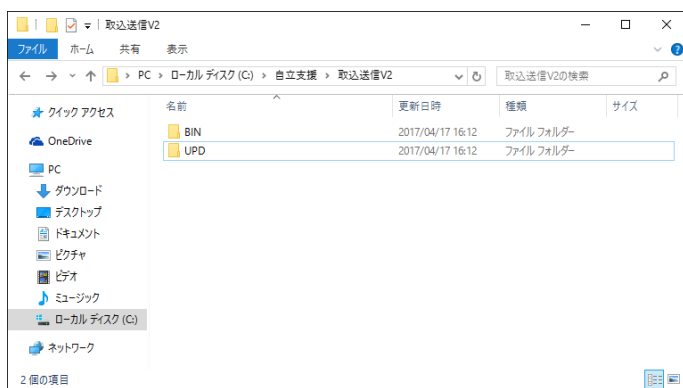 取込送信V2
ファイル ホーム 共有 表示
PC > ローカル ディスク (C:) > 自立支援 > 取込送信V2
取込送信V2の検索
名前 更新日時 種類 サイズ
BIN 2017/04/17 16:12 ファイル フォルダー
UPD 2017/04/17 16:12 ファイル フォルダー
クイック アクセス
OneDrive
PC
ダウンロード
デスクトップ
ドキュメント
ピクチャ
ビデオ
ミュージック
ローカル ディスク (C:)
ネットワーク
2 個の項目